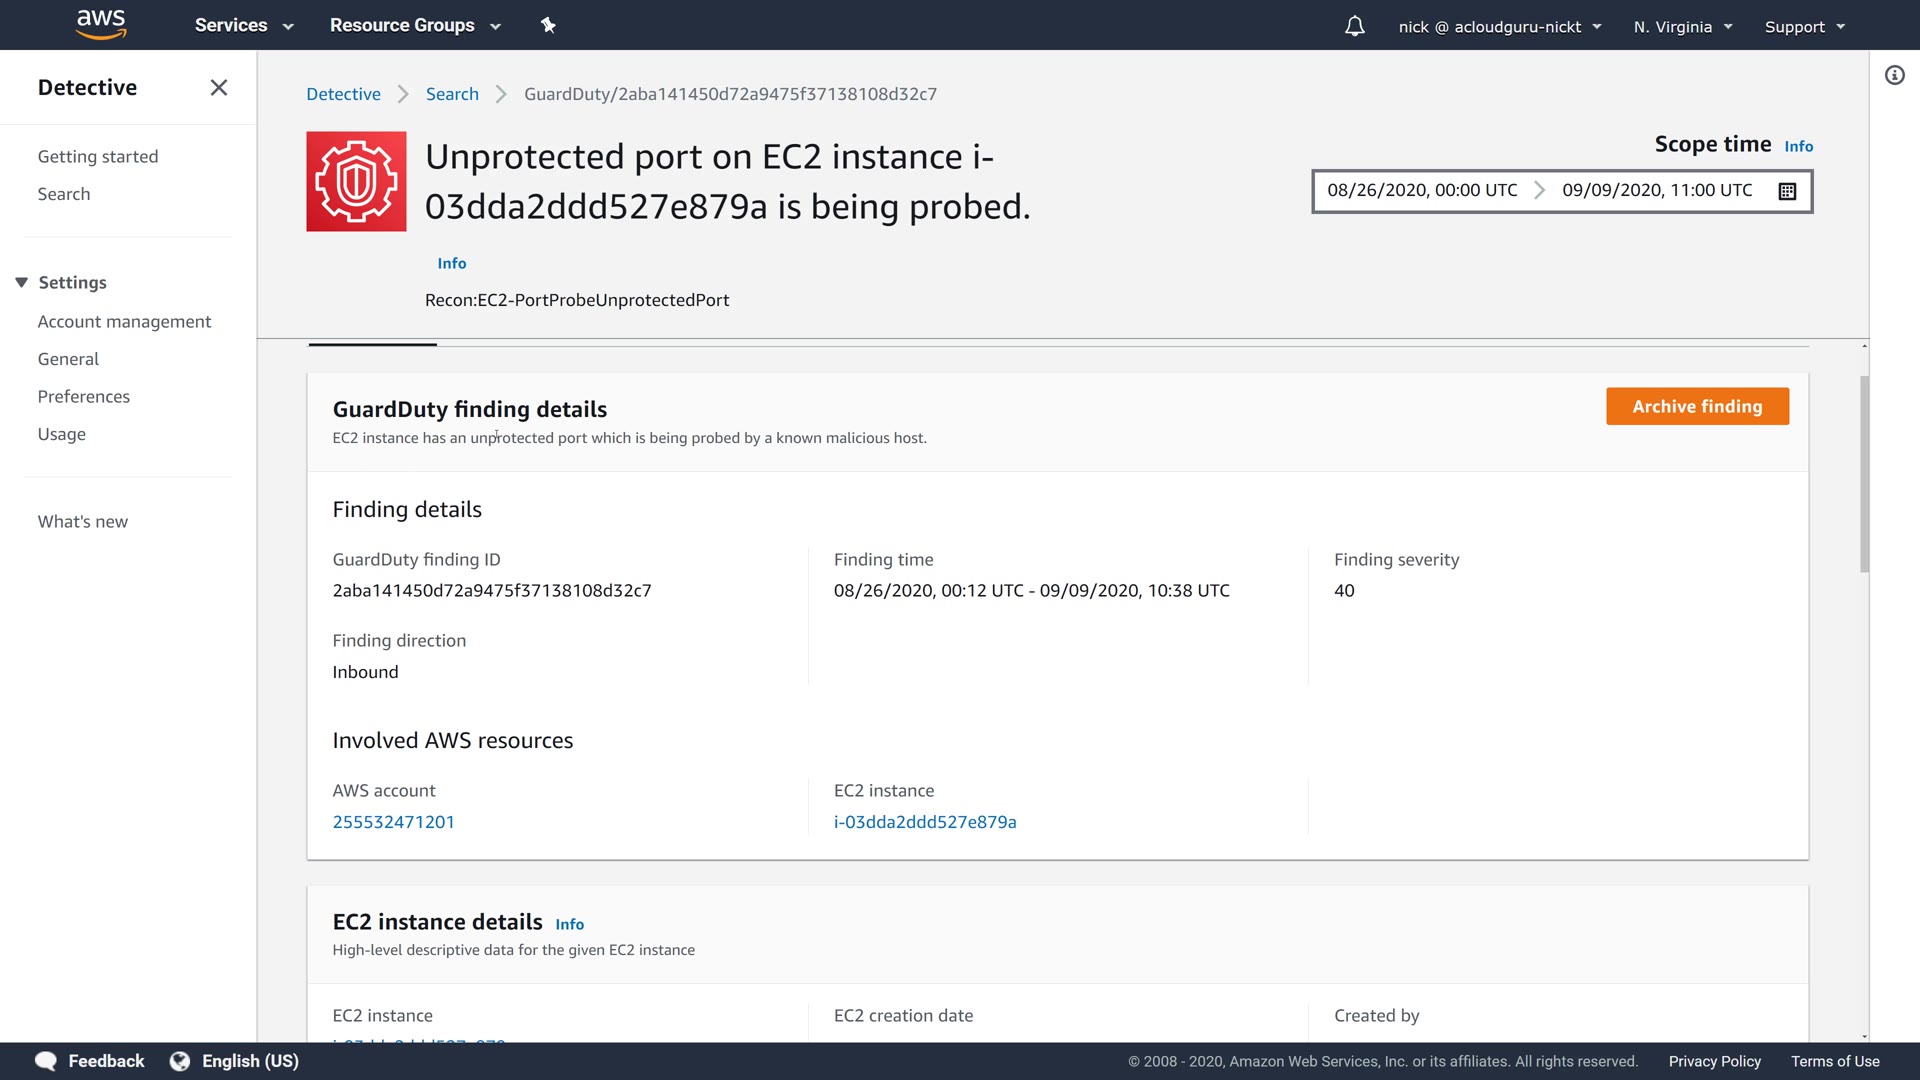 aws
Services
Resource Groups
nick @ acloudguru-nickt
N. Virginia
Support
Detective
Getting started
Search
Settings
Account management
General
Preferences
Usage
What's new
Detective
Search
GuardDuty/2aba141450d72a9475f37138108d32c7
Unprotected port on EC2 instance i-
03dda2ddd527e879a is being probed.
Info
Recon:EC2-PortProbeUnprotectedPort
Scope time Info
08/26/2020, 00:00 UTC
09/09/2020, 11:00 UTC
GuardDuty finding details
EC2 instance has an unprotected port which is being probed by a known malicious host.
Archive finding
Finding details
GuardDuty finding ID
2aba141450d72a9475f37138108d32c7
Finding time
08/26/2020, 00:12 UTC - 09/09/2020, 10:38 UTC
Finding severity
40
Finding direction
Inbound
Involved AWS resources
AWS account
255532471201
EC2 instance
i-03dda2ddd527e879a
EC2 instance details Info
High-level descriptive data for the given EC2 instance
EC2 instance
EC2 creation date
Created by
Feedback
English (US)
© 2008 - 2020, Amazon Web Services, Inc. or its affiliates. All rights reserved.
Privacy Policy
Terms of Use